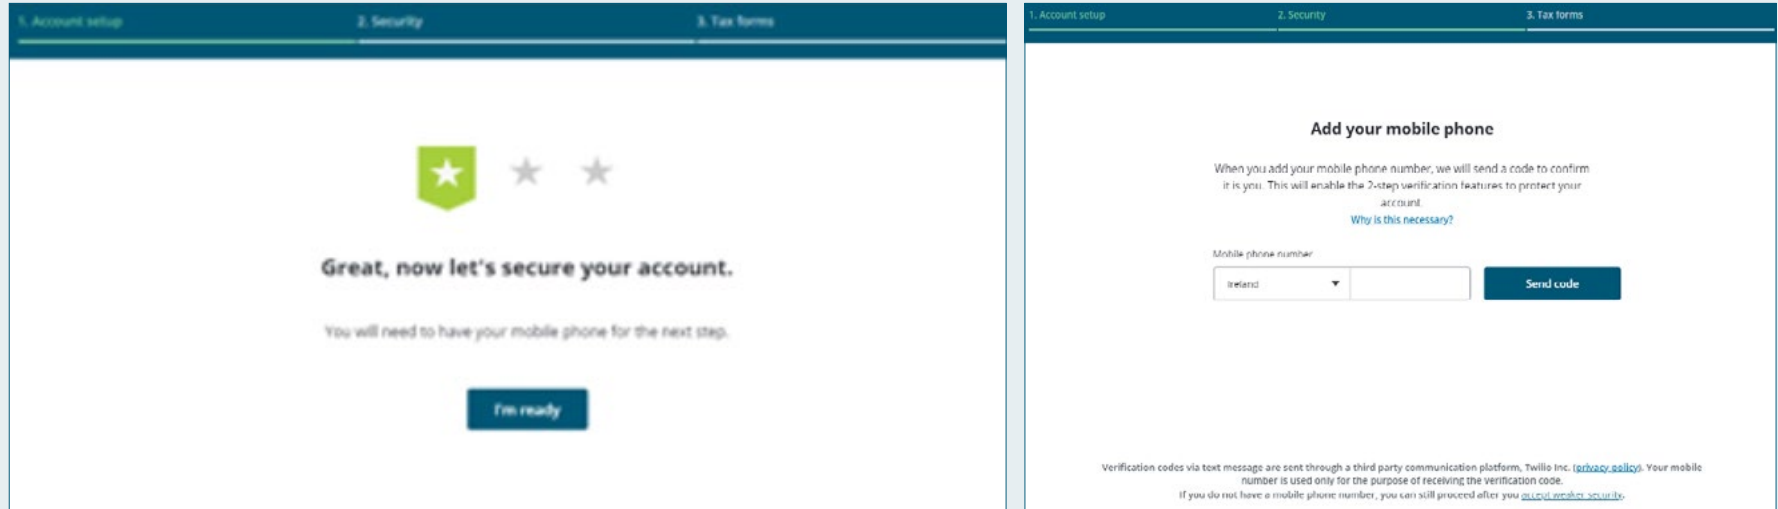 1. Account setup
2. Security
3. Tax forms
Great, now let's secure your account.
You will need to have your mobile phone for the next step.
I'm ready
1. Account setup
2. Security
3. Tax forms
Add your mobile phone
When you add your mobile phone number, we will send a code to confirm
it is you. This will enable the 2-step verification features to protect your
account.
Why is this necessary?
Mobile phone number
Ireland
Send code
Verification codes via text message are sent through a third party communication platform, Twilio Inc. (privacy policy). Your mobile
number is used only for the purpose of receiving the verification code.
If you do not have a mobile phone number, you can still proceed after you accept weaker security.